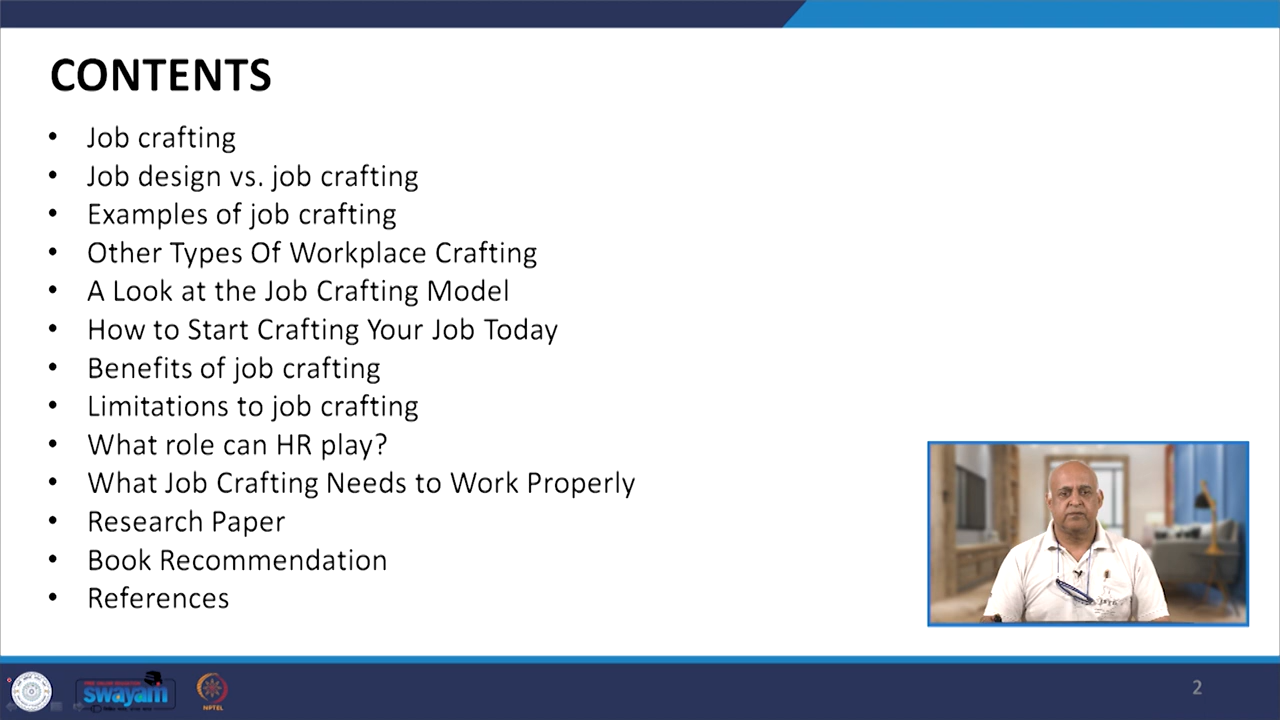 CONTENTS
• Job crafting
• Job design vs. job crafting
• Examples of job crafting
• Other Types Of Workplace Crafting
• A Look at the Job Crafting Model
• How to Start Crafting Your Job Today
• Benefits of job crafting
• Limitations to job crafting
• What role can HR play?
• What Job Crafting Needs to Work Properly
• Research Paper
• Book Recommendation
• References
swayam
NPTEL
2